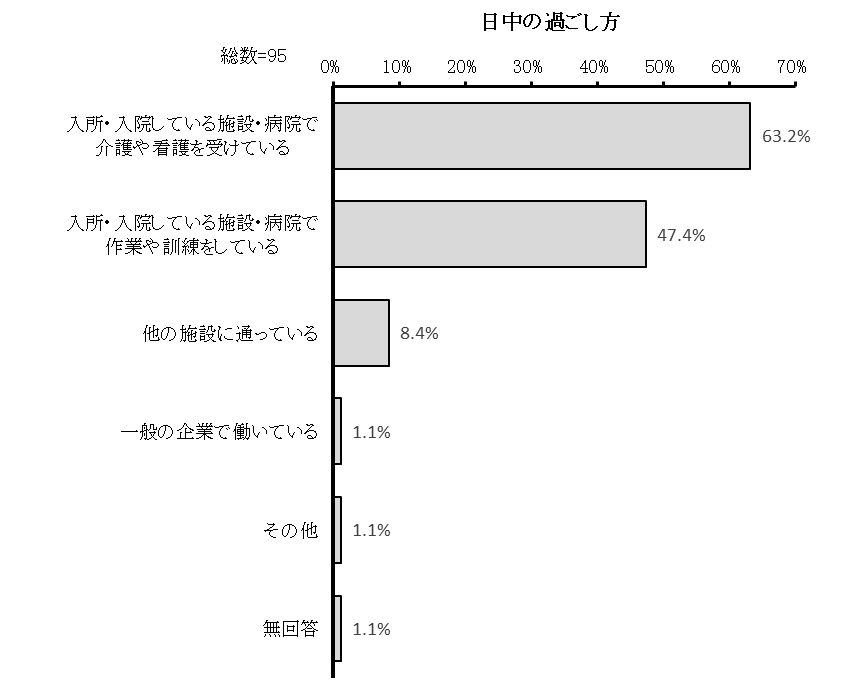 日中の過ごし方
総数=95
0% 10% 20% 30% 40% 50% 60% 70%
入所・入院している施設・病院で
介護や看護を受けている
63.2%
入所・入院している施設・病院で
作業や訓練をしている
47.4%
他の施設に通っている
8.4%
一般の企業で働いている
1.1%
その他
1.1%
無回答
1.1%